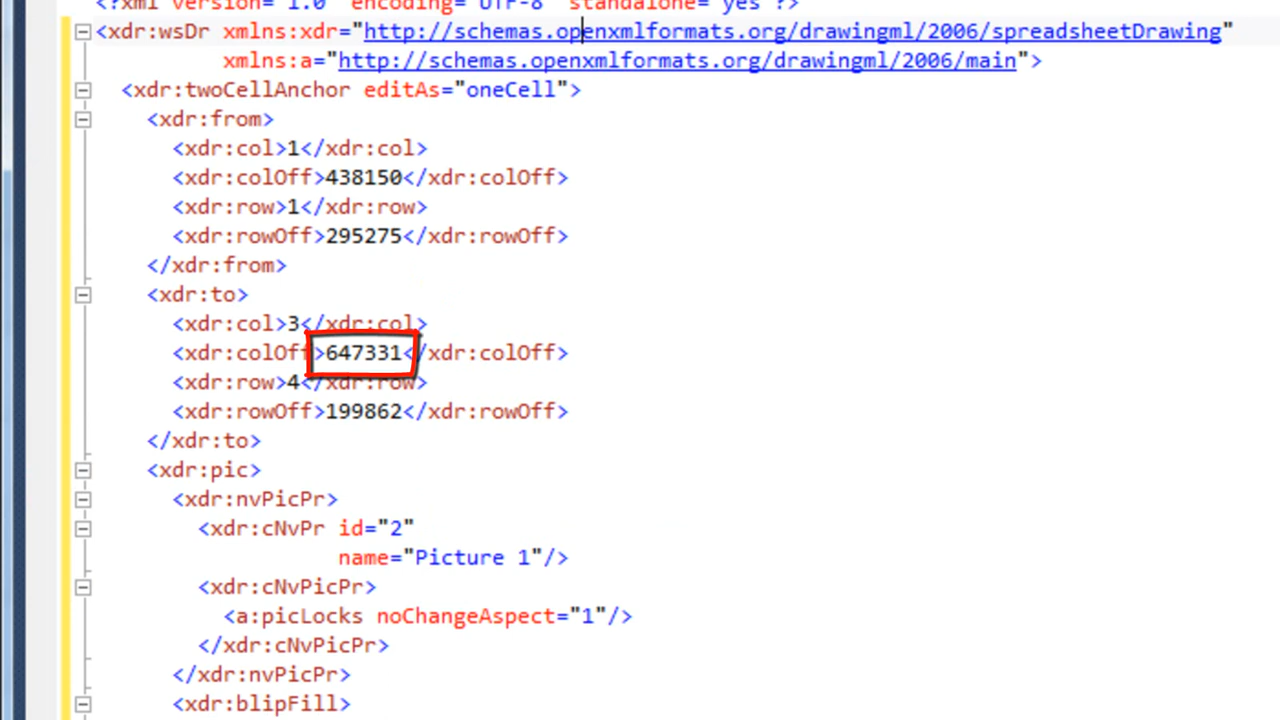 <?xml version="1.0" encoding="UTF-8" standalone="yes"?>
<xdr:wsDr xmlns:xdr="http://schemas.openxmlformats.org/drawingml/2006/spreadsheetDrawing"
xmlns:a="http://schemas.openxmlformats.org/drawingml/2006/main">
<xdr:twoCellAnchor editAs="oneCell">
<xdr:from>
<xdr:col>1</xdr:col>
<xdr:colOff>438150</xdr:colOff>
<xdr:row>1</xdr:row>
<xdr:rowOff>295275</xdr:rowOff>
</xdr:from>
<xdr:to>
<xdr:col>3</xdr:col>
<xdr:colOff>647331</xdr:colOff>
<xdr:row>4</xdr:row>
<xdr:rowOff>199862</xdr:rowOff>
</xdr:to>
<xdr:pic>
<xdr:nvPicPr>
<xdr:cNvPr id="2"
name="Picture 1"/>
<xdr:cNvPicPr>
<a:picLocks noChangeAspect="1"/>
</xdr:cNvPicPr>
</xdr:nvPicPr>
<xdr:blipFill>